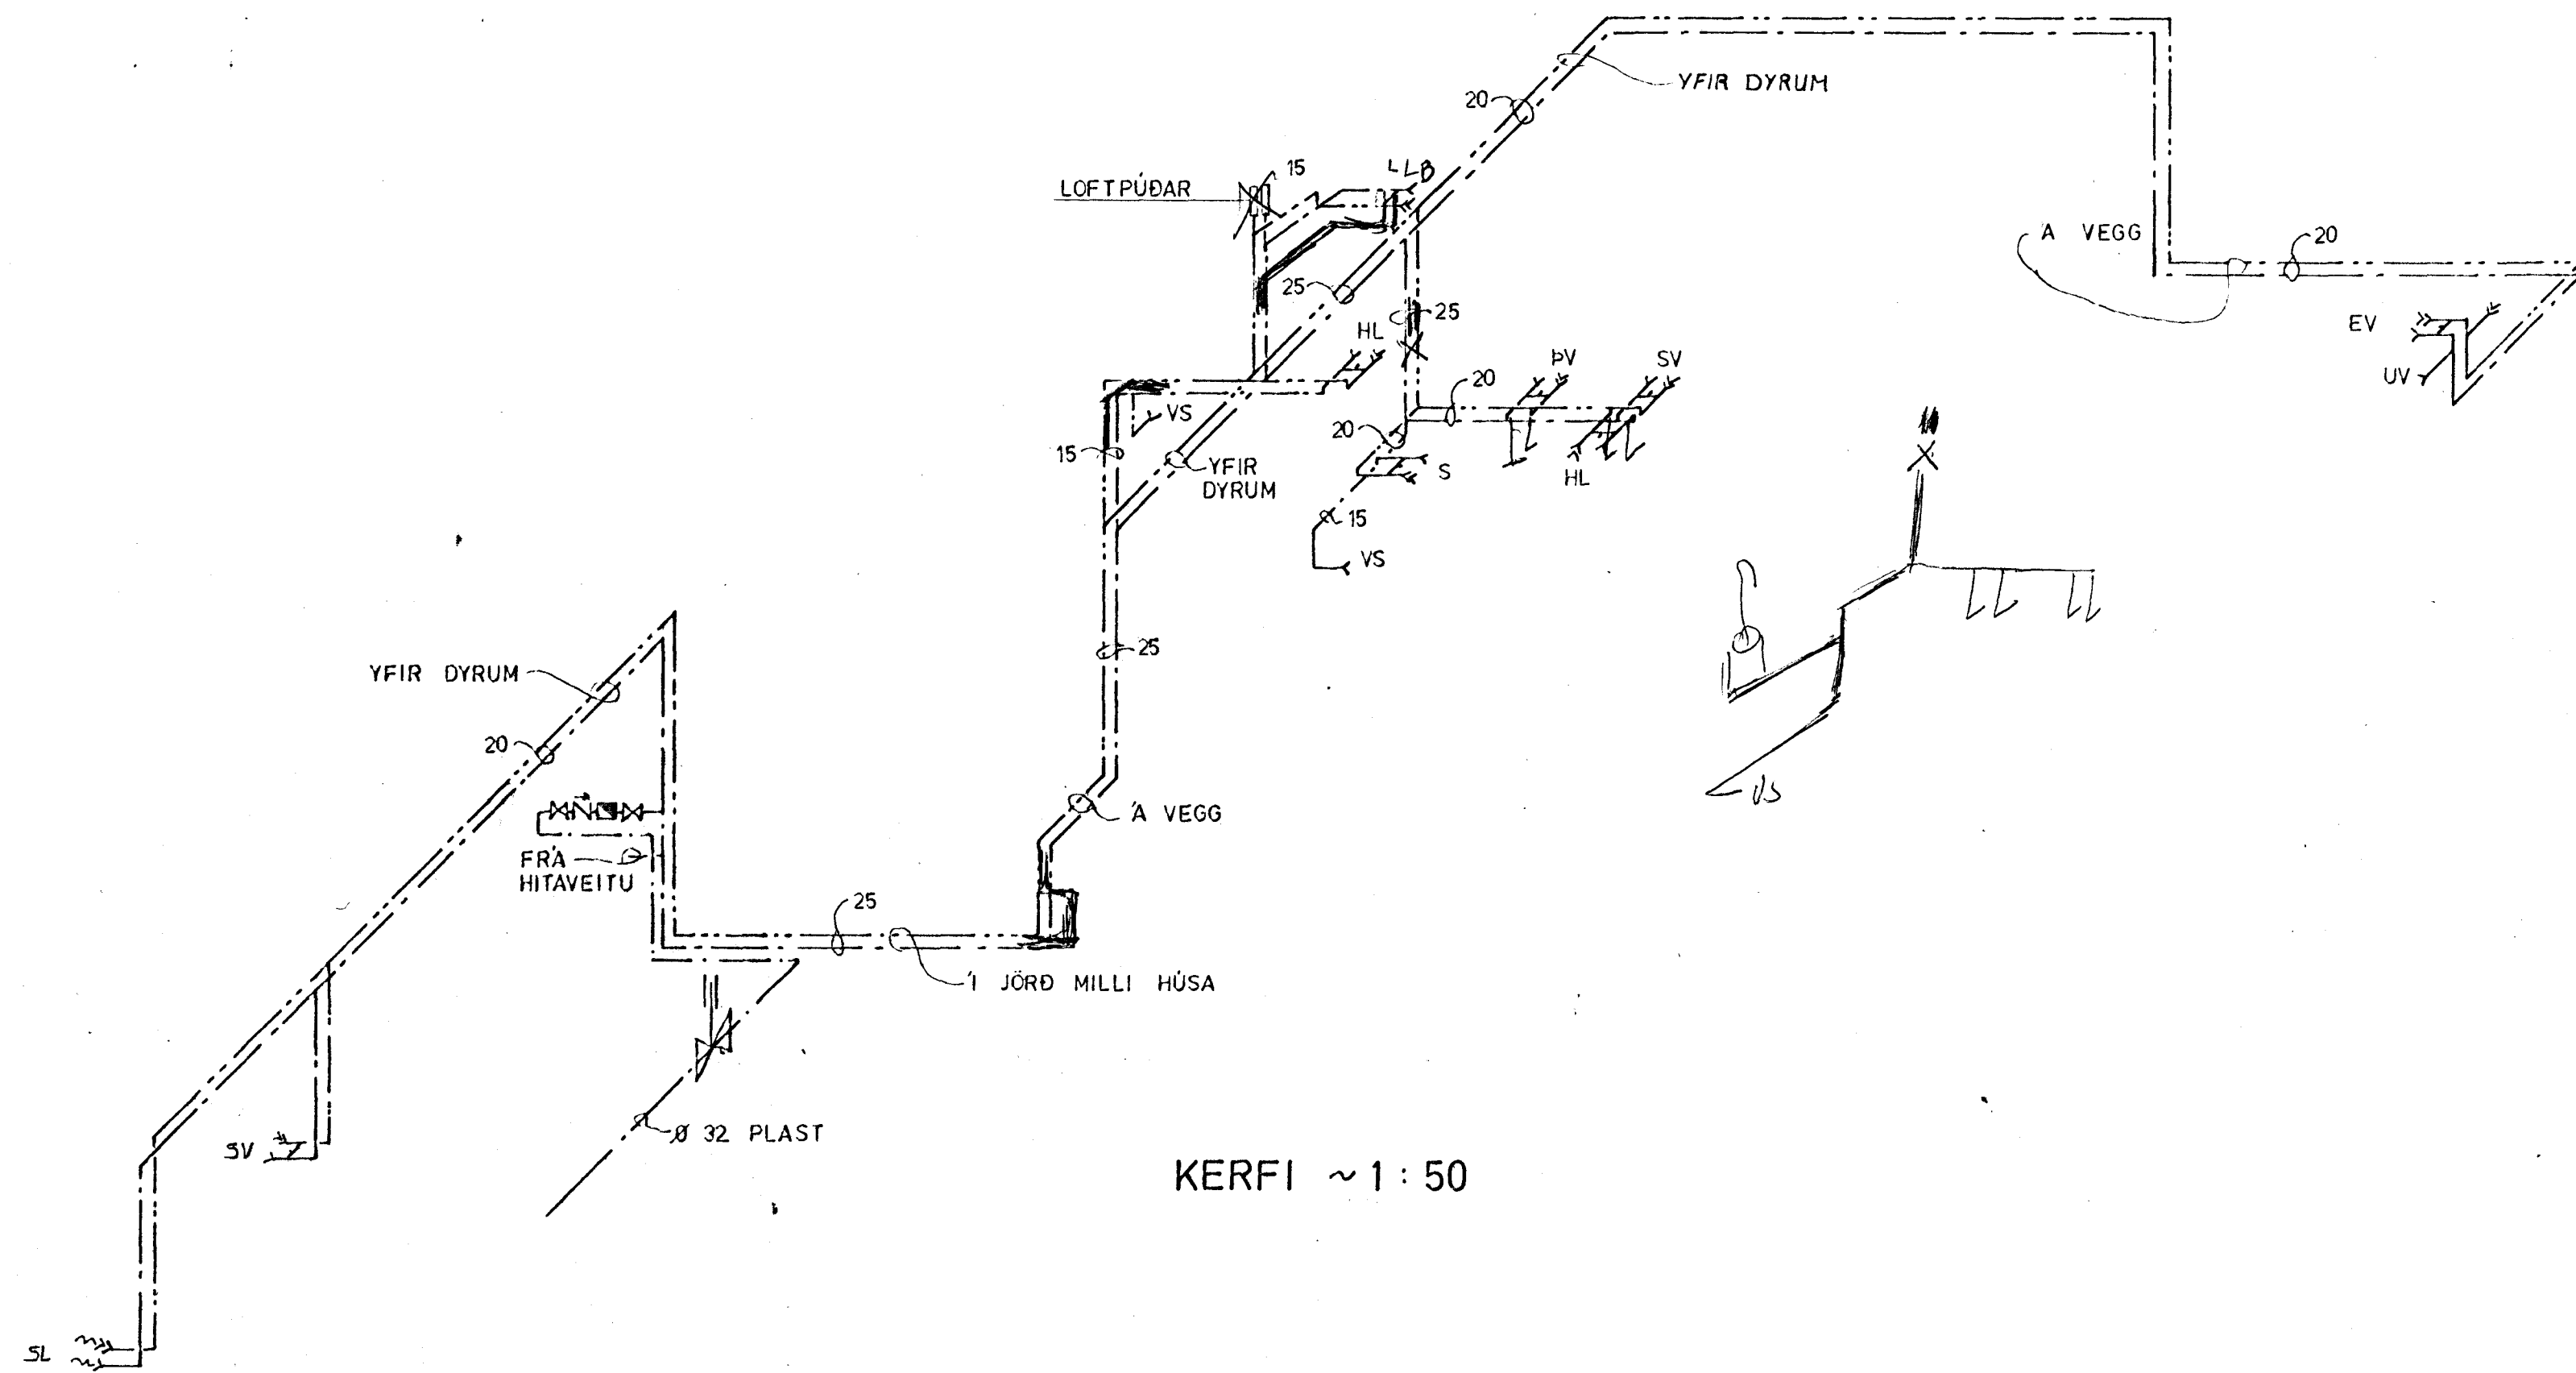 YFIR DYRUM
20
15
LLB
LOFTPÚÐAR
Á VEGG
20
25
25
HL
EV
ÞV
SV
UV
20
VS
20
15
YFIR
DYRUM
S
HL
15
VS
25
YFIR DYRUM
20
VS
Á VEGG
FRÁ
HITAVEITU
25
Í JÖRÐ MILLI HÚSA
Ø 32 PLAST
SV
KERFI ~ 1 : 50
SL